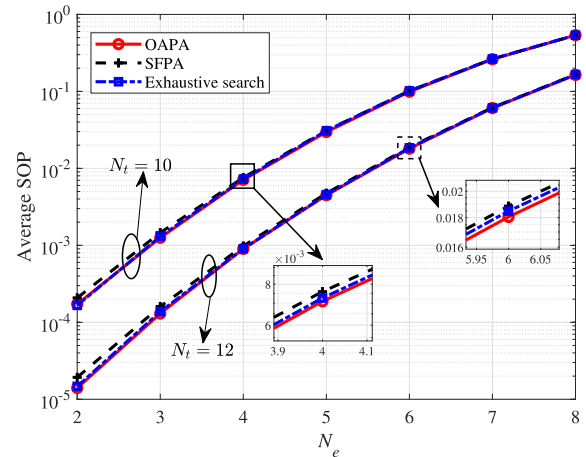 10^0
10^-1
10^-2
10^-3
10^-4
10^-5
Average SOP
OAPA
SFPA
Exhaustive search
N_t = 10
N_t = 12
0.02
0.018
0.016
5.95 6 6.05
×10^-3
8
6
3.9 4 4.1
2 3 4 5 6 7 8
N_e